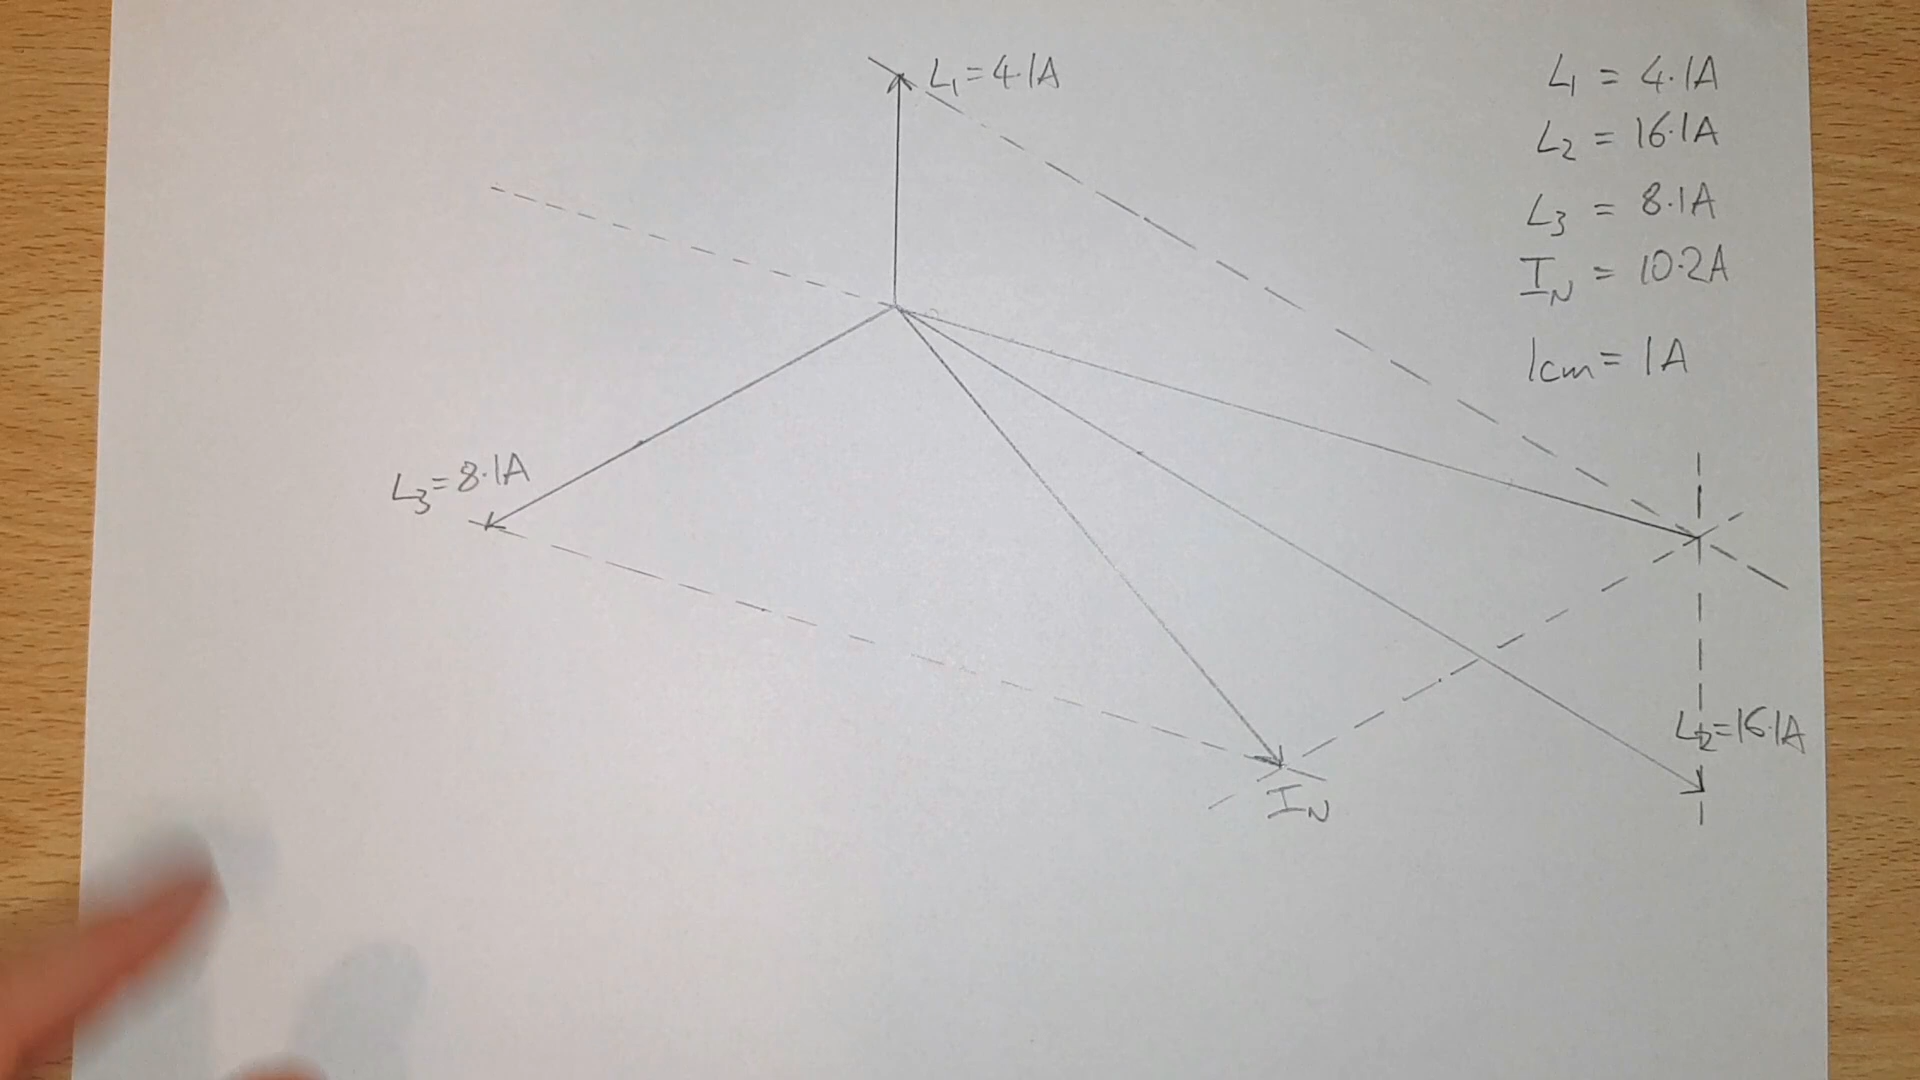 L1 = 4.1A
L1 = 4.1A
L2 = 16.1A
L3 = 8.1A
IN = 10.2A
1cm = 1A
L3 = 8.1A
L2 = 16.1A
IN